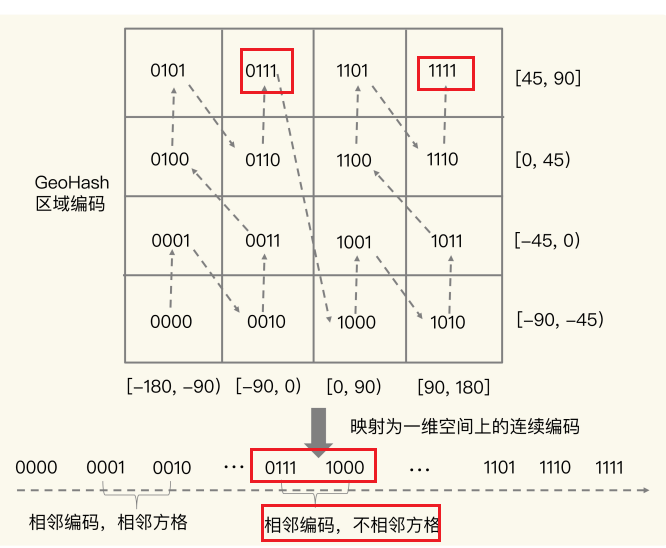 0101 0111 1101 1111 [45, 90]
0100 0110 1100 1110 [0, 45)
GeoHash
区域编码
0001 0011 1001 1011 [–45, 0)
0000 0010 1000 1010 [–90, –45)
[–180, –90) [–90, 0) [0, 90) [90, 180]
映射为一维空间上的连续编码
0000 0001 0010 … 0111 1000 … 1101 1110 1111
相邻编码，相邻方格 相邻编码，不相邻方格